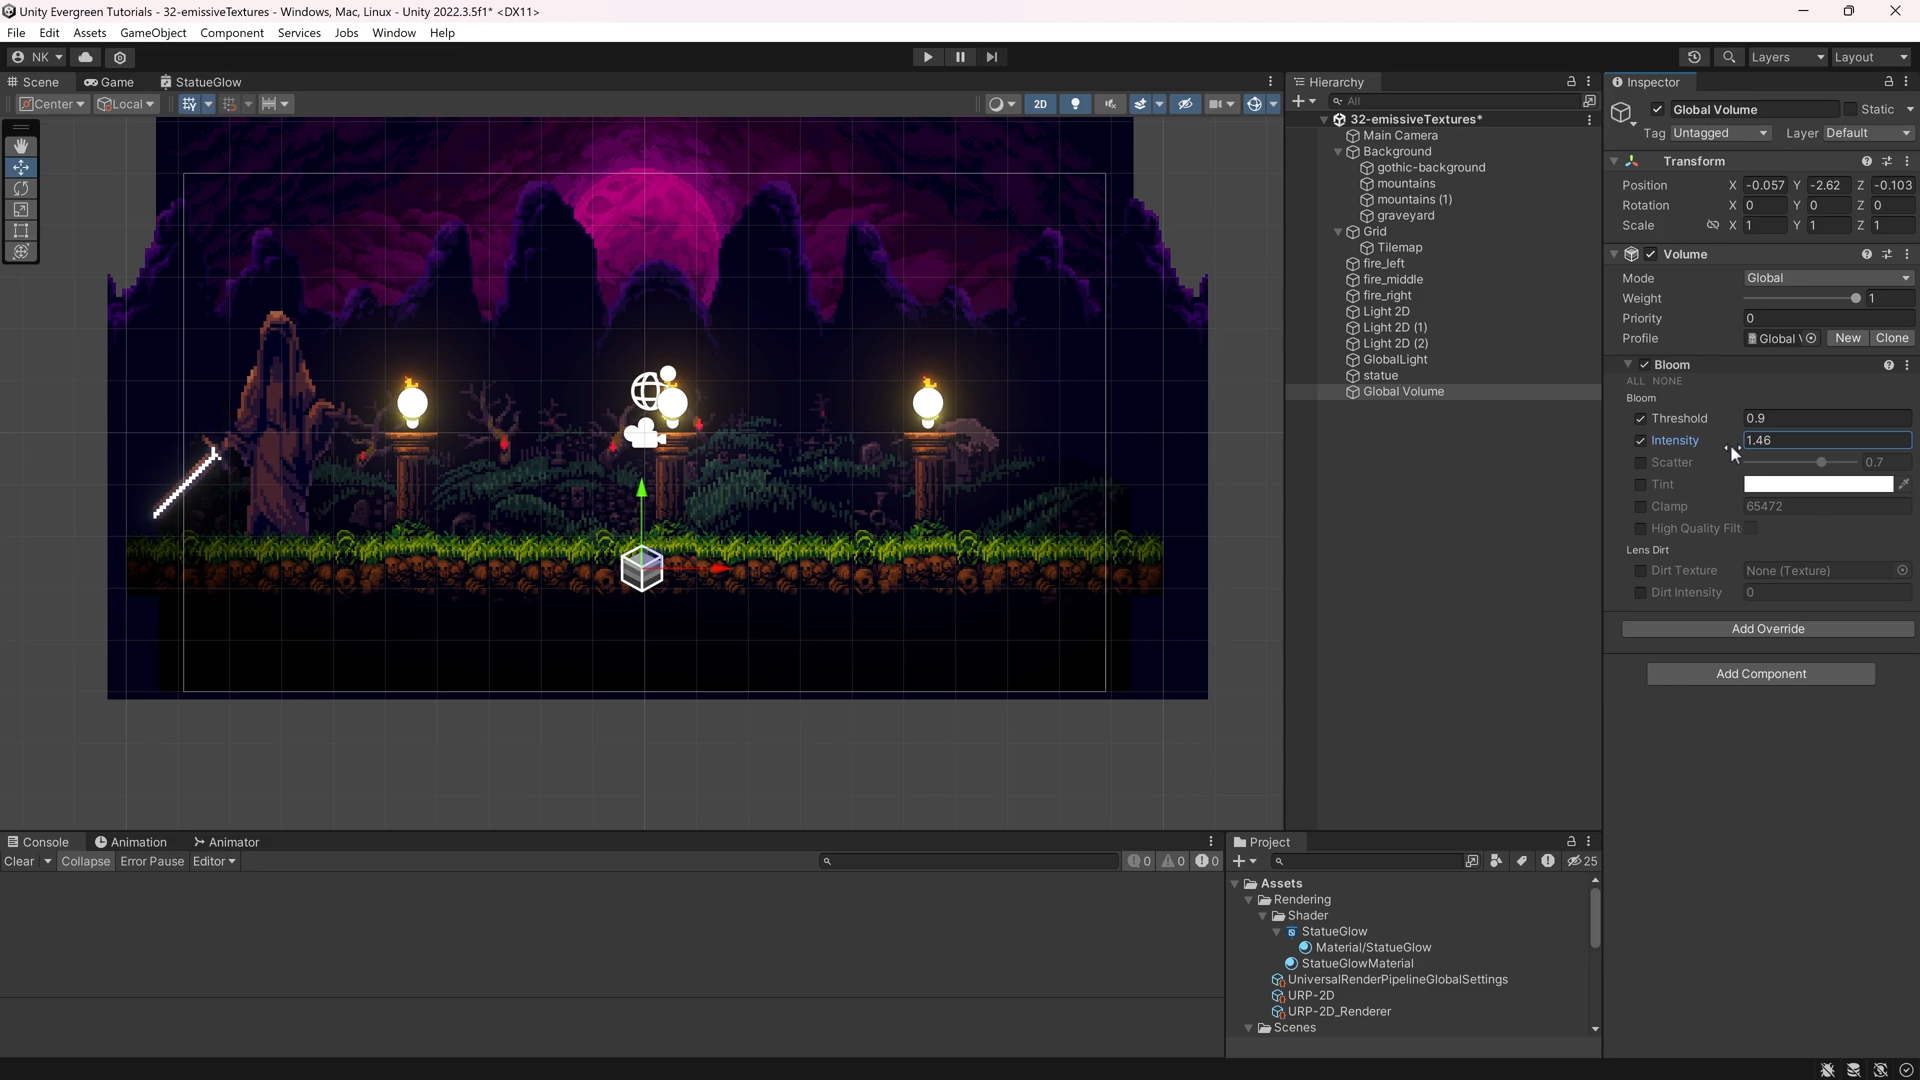 Unity Evergreen Tutorials - 32-emissiveTextures - Windows, Mac, Linux - Unity 2022.3.5f1* <DX11>
File Edit Assets GameObject Component Services Jobs Window Help
NK Layers Layout
Scene Game StatueGlow
Center Local 2D
Hierarchy
All
32-emissiveTextures*
Main Camera
Background
gothic-background
mountains
mountains (1)
graveyard
Grid
Tilemap
fire_left
fire_middle
fire_right
Light 2D
Light 2D (1)
Light 2D (2)
GlobalLight
statue
Global Volume
Inspector
Global Volume Static
Tag Untagged Layer Default
Transform
Position X -0.057 Y -2.62 Z -0.103
Rotation X 0 Y 0 Z 0
Scale X 1 Y 1 Z 1
Volume
Mode Global
Weight 1
Priority 0
Profile Global New Clone
Bloom
ALL NONE
Bloom
Threshold 0.9
Intensity 1.46
Scatter 0.7
Tint
Clamp 65472
High Quality Filt
Lens Dirt
Dirt Texture None (Texture)
Dirt Intensity 0
Add Override
Add Component
Console Animation Animator
Clear Collapse Error Pause Editor 0 0 0
Project
25
Assets
Rendering
Shader
StatueGlow
Material/StatueGlow
StatueGlowMaterial
UniversalRenderPipelineGlobalSettings
URP-2D
URP-2D_Renderer
Scenes